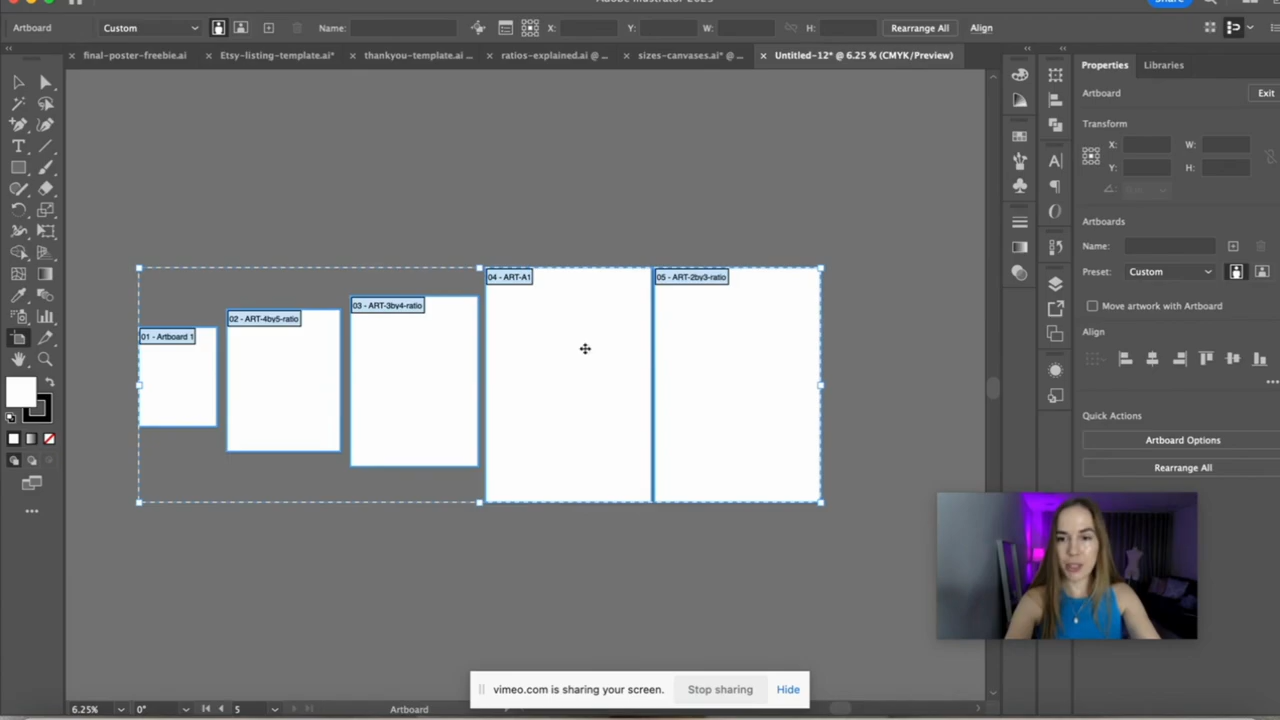 Share
Artboard
Custom
Name:
X:
Y:
W:
H:
Rearrange All
Align
final-poster-freebie.ai
Etsy-listing-template.ai*
thankyou-template.ai ...
ratios-explained.ai @ ...
sizes-canvases.ai* @ ...
Untitled-12* @ 6.25 % (CMYK/Preview)
Properties
Libraries
Artboard
Exit
Transform
X:
W:
Y:
H:
Artboards
Name:
Preset:
Custom
Move artwork with Artboard
Align
Quick Actions
Artboard Options
Rearrange All
01 - Artboard 1
02 - ART-4by5-ratio
03 - ART-3by4-ratio
04 - ART-A1
05 - ART-2by3-ratio
vimeo.com is sharing your screen.
Stop sharing
Hide
6.25%
0°
5
Artboard